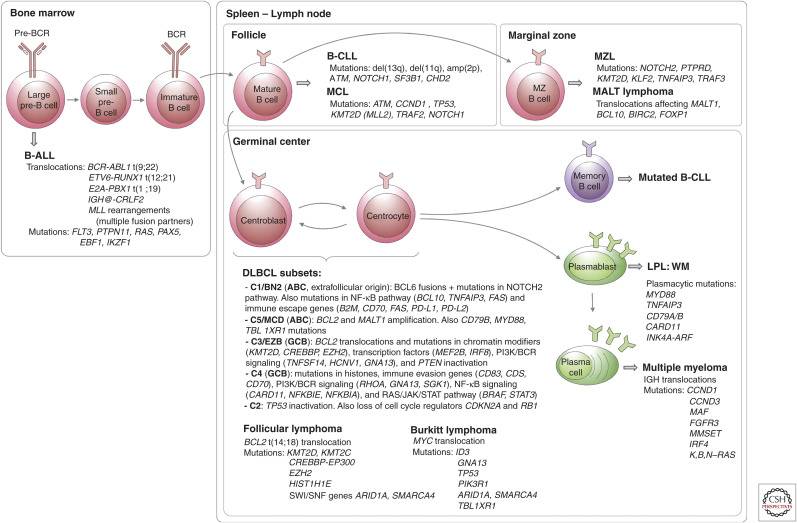 Bone marrow
Pre-BCR
BCR
Large
pre-B cell
Small
pre-
B cell
Immature
B cell
B-ALL
Translocations: BCR-ABL1 t(9;22)
ETV6-RUNX1 t(12;21)
E2A-PBX1 t(1 ;19)
IGH@-CRLF2
MLL rearrangements
(multiple fusion partners)
Mutations: FLT3, PTPN11, RAS, PAX5,
EBF1, IKZF1
Spleen – Lymph node
Follicle
Mature
B cell
B-CLL
Mutations: del(13q), del(11q), amp(2p),
ATM, NOTCH1, SF3B1, CHD2
MCL
Mutations: ATM, CCND1 , TP53,
KMT2D (MLL2), TRAF2, NOTCH1
Marginal zone
MZ
B cell
MZL
Mutations: NOTCH2, PTPRD,
KMT2D, KLF2, TNFAIP3, TRAF3
MALT lymphoma
Translocations affecting MALT1,
BCL10, BIRC2, FOXP1
Germinal center
Centroblast
Centrocyte
Memory
B cell
Mutated B-CLL
Plasmablast
LPL: WM
Plasmacytic mutations:
MYD88
TNFAIP3
CD79A/B
CARD11
INK4A-ARF
Plasma
cell
Multiple myeloma
IGH translocations
Mutations: CCND1
CCND3
MAF
FGFR3
MMSET
IRF4
K,B,N–RAS
DLBCL subsets:
- C1/BN2 (ABC, extrafollicular origin): BCL6 fusions + mutations in NOTCH2
pathway. Also mutations in NF-κB pathway (BCL10, TNFAIP3, FAS) and
immune escape genes (B2M, CD70, FAS, PD-L1, PD-L2)
- C5/MCD (ABC): BCL2 and MALT1 amplification. Also CD79B, MYD88,
TBL 1XR1 mutations
- C3/EZB (GCB): BCL2 translocations and mutations in chromatin modifiers
(KMT2D, CREBBP, EZH2), transcription factors (MEF2B, IRF8), PI3K/BCR
signaling (TNFSF14, HCNV1, GNA13), and PTEN inactivation
- C4 (GCB): mutations in histones, immune evasion genes (CD83, CDS,
CD70), PI3K/BCR signaling (RHOA, GNA13, SGK1), NF-κB signaling
(CARD11, NFKBIE, NFKBIA), and RAS/JAK/STAT pathway (BRAF, STAT3)
- C2: TP53 inactivation. Also loss of cell cycle regulators CDKN2A and RB1
Follicular lymphoma
BCL2 t(14;18) translocation
Mutations: KMT2D, KMT2C
CREBBP-EP300
EZH2
HIST1H1E
SWI/SNF genes ARID1A, SMARCA4
Burkitt lymphoma
MYC translocation
Mutations: ID3
GNA13
TP53
PIK3R1
ARID1A, SMARCA4
TBL1XR1
CSH
PERSPECTIVES